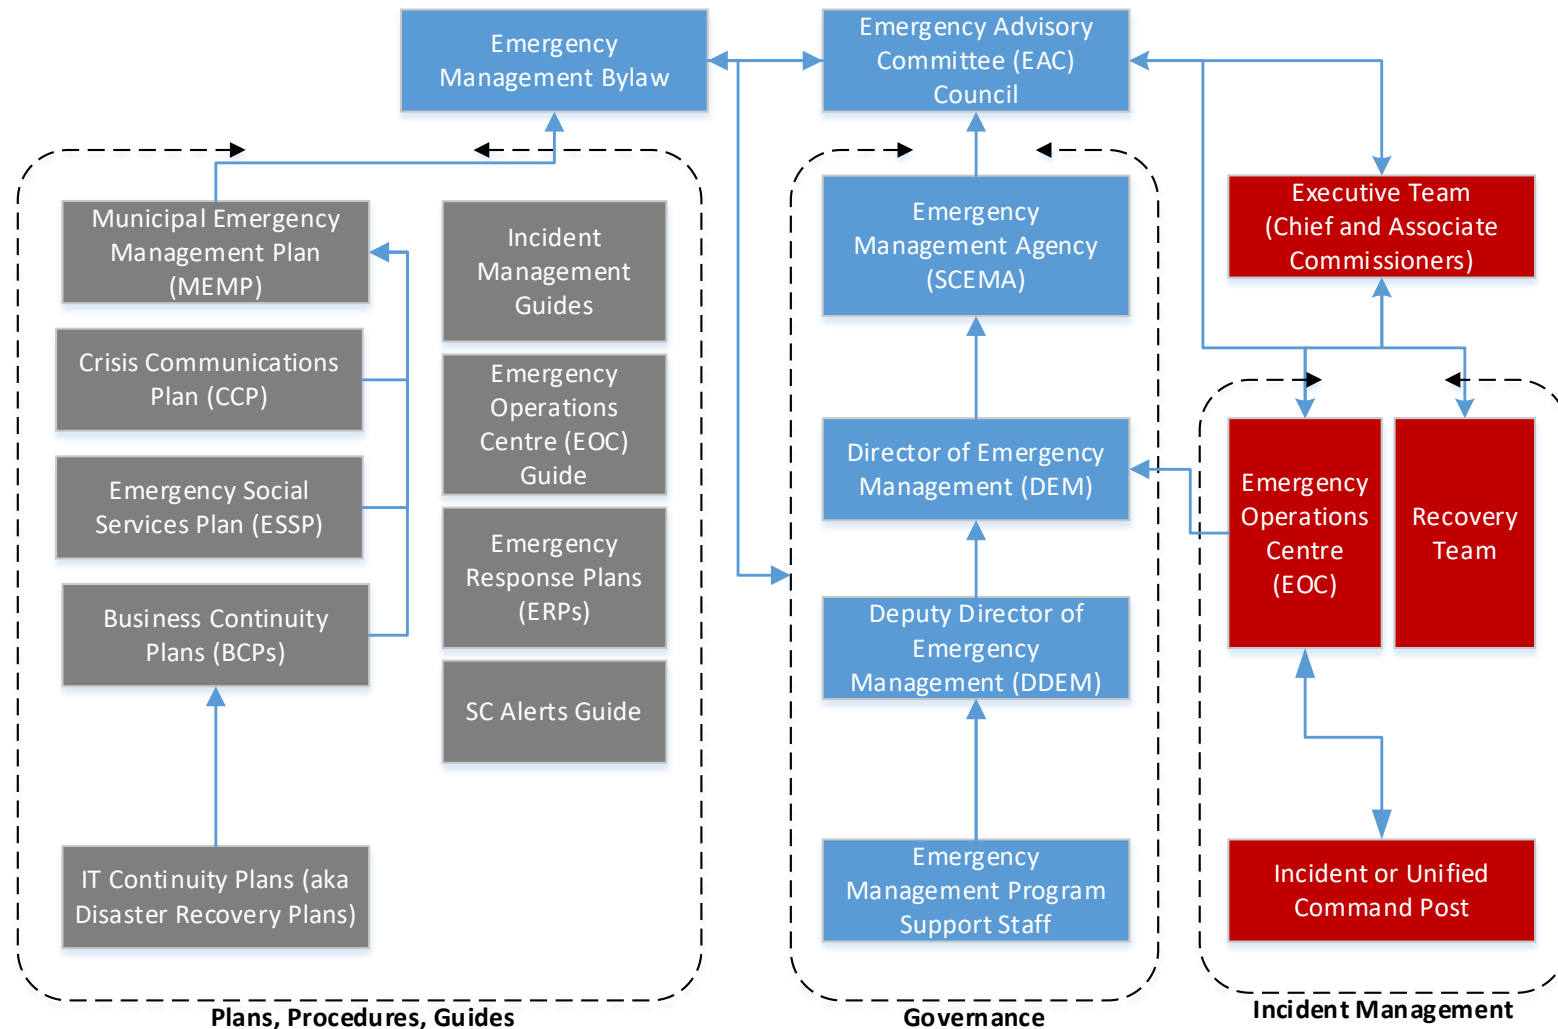 Emergency
Management Bylaw
Emergency Advisory
Committee (EAC)
Council
Municipal Emergency
Management Plan
(MEMP)
Crisis Communications
Plan (CCP)
Emergency Social
Services Plan (ESSP)
Business Continuity
Plans (BCPs)
IT Continuity Plans (aka
Disaster Recovery Plans)
Incident
Management
Guides
Emergency
Operations
Centre (EOC)
Guide
Emergency
Response Plans
(ERPs)
SC Alerts Guide
Plans, Procedures, Guides
Emergency
Management Agency
(SCEMA)
Director of Emergency
Management (DEM)
Deputy Director of
Emergency
Management (DDEM)
Emergency
Management Program
Support Staff
Governance
Executive Team
(Chief and Associate
Commissioners)
Emergency
Operations
Centre
(EOC)
Recovery
Team
Incident or Unified
Command Post
Incident Management